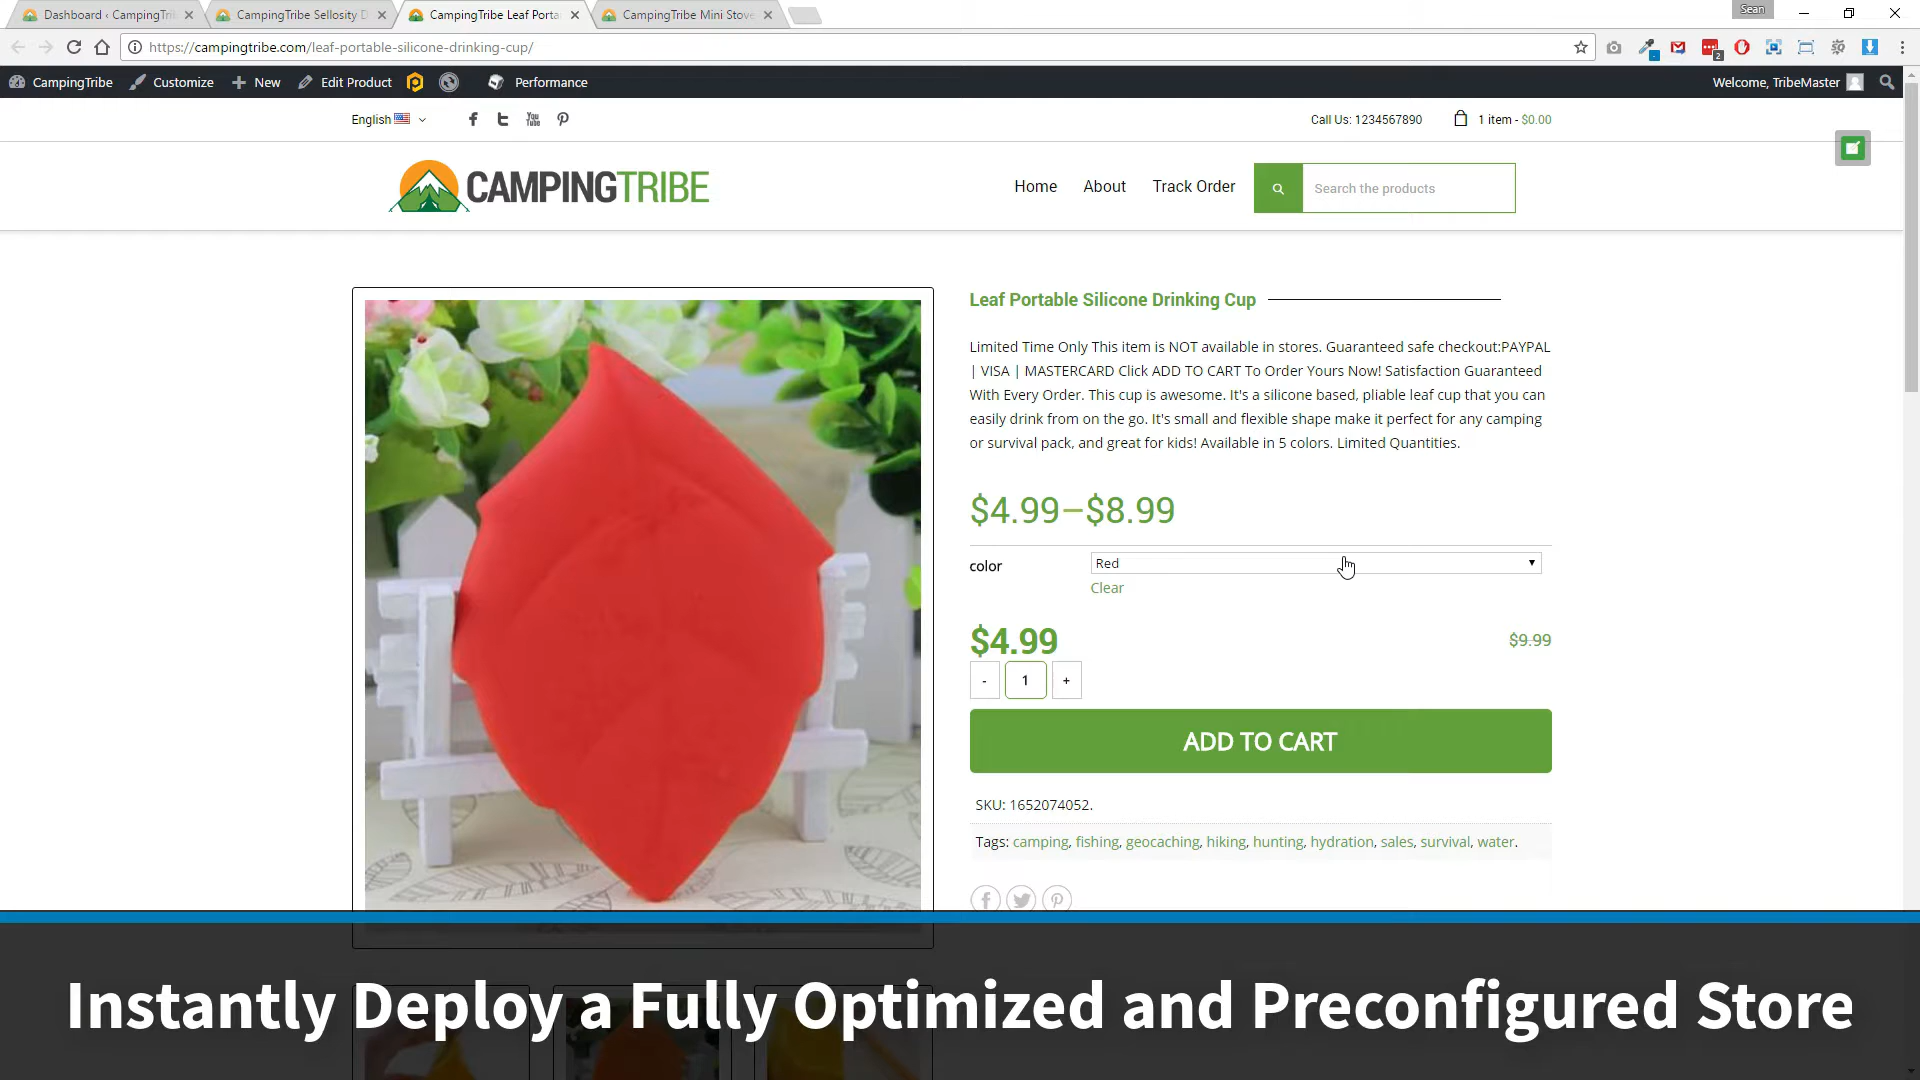 Dashboard ‹ CampingTri
CampingTribe Sellosity D
CampingTribe Leaf Porta
CampingTribe Mini Stove
Sean
https://campingtribe.com/leaf-portable-silicone-drinking-cup/
2
CampingTribe
Customize
New
Edit Product
Performance
Welcome, TribeMaster
English
You Tube
Call Us: 1234567890
1 item - $0.00
CAMPINGTRIBE
Home
About
Track Order
Search the products
Leaf Portable Silicone Drinking Cup
Limited Time Only This item is NOT available in stores. Guaranteed safe checkout:PAYPAL
| VISA | MASTERCARD Click ADD TO CART To Order Yours Now! Satisfaction Guaranteed
With Every Order. This cup is awesome. It's a silicone based, pliable leaf cup that you can
easily drink from on the go. It's small and flexible shape make it perfect for any camping
or survival pack, and great for kids! Available in 5 colors. Limited Quantities.
$4.99–$8.99
color
Red
Clear
$4.99
$9.99
-
1
+
ADD TO CART
SKU: 1652074052.
Tags: camping, fishing, geocaching, hiking, hunting, hydration, sales, survival, water.
Instantly Deploy a Fully Optimized and Preconfigured Store